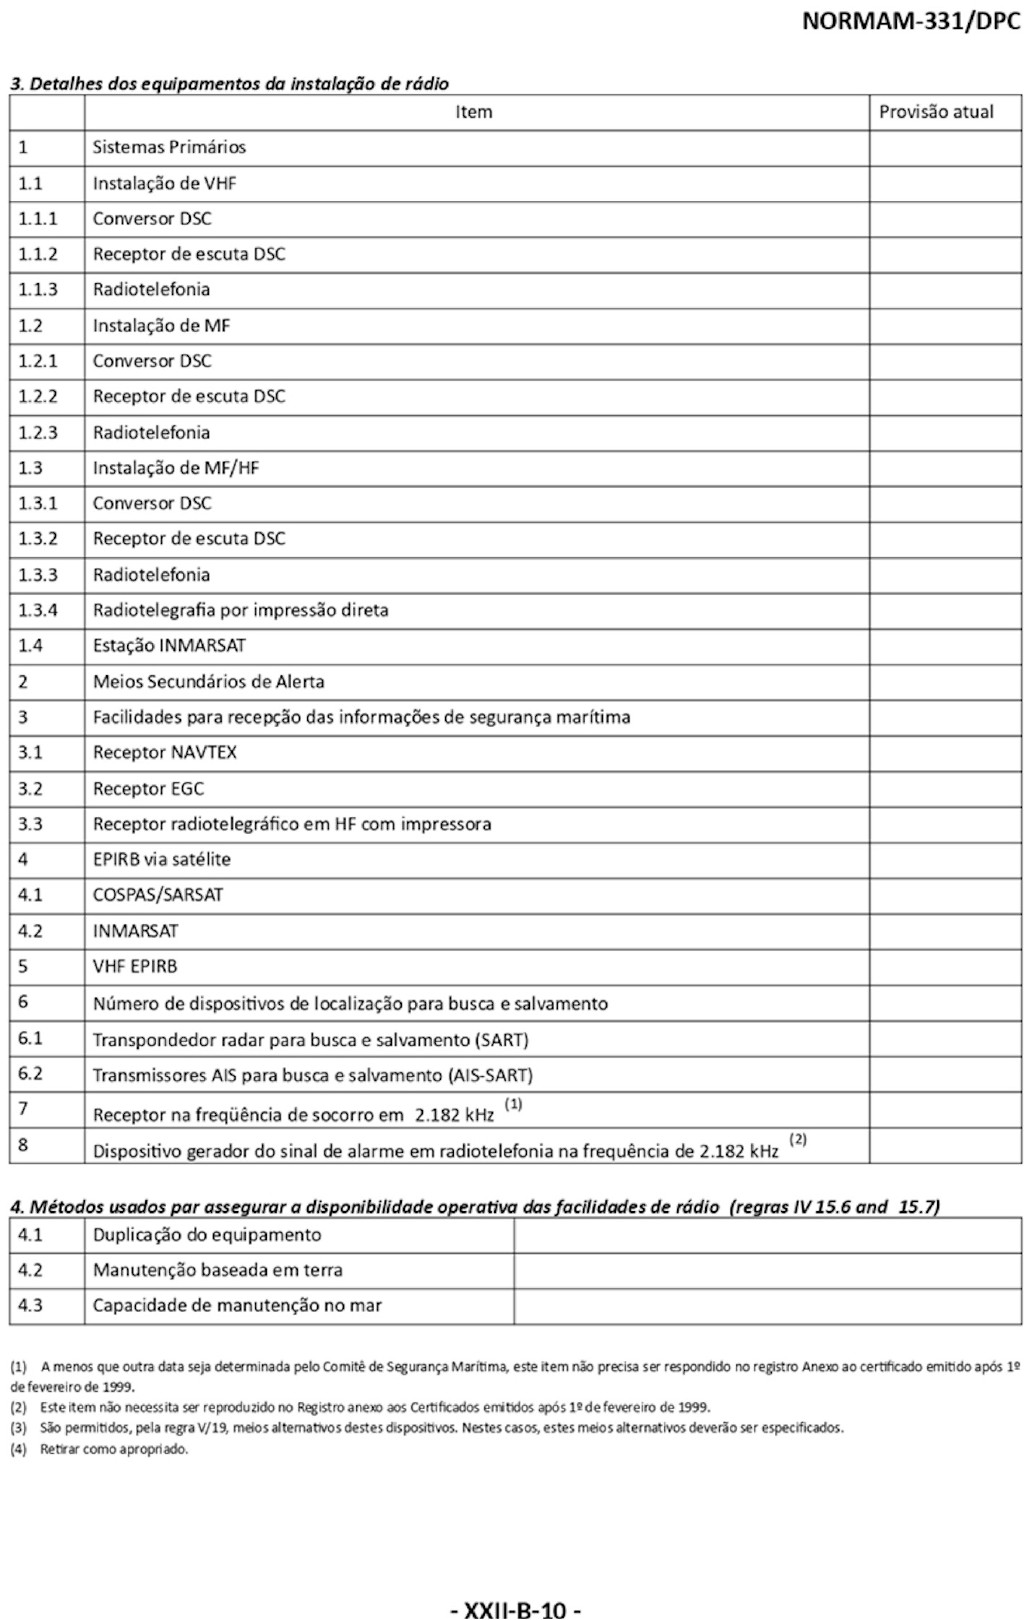 NORMAM-331/DPC
3. Detalhes dos equipamentos da instalação de rádio
Item Provisão atual
1 Sistemas Primários
1.1 Instalação de VHF
1.1.1 Conversor DSC
1.1.2 Receptor de escuta DSC
1.1.3 Radiotelefonia
1.2 Instalação de MF
1.2.1 Conversor DSC
1.2.2 Receptor de escuta DSC
1.2.3 Radiotelefonia
1.3 Instalação de MF/HF
1.3.1 Conversor DSC
1.3.2 Receptor de escuta DSC
1.3.3 Radiotelefonia
1.3.4 Radiotelegrafia por impressão direta
1.4 Estação INMARSAT
2 Meios Secundários de Alerta
3 Facilidades para recepção das informações de segurança marítima
3.1 Receptor NAVTEX
3.2 Receptor EGC
3.3 Receptor radiotelegráfico em HF com impressora
4 EPIRB via satélite
4.1 COSPAS/SARSAT
4.2 INMARSAT
5 VHF EPIRB
6 Número de dispositivos de localização para busca e salvamento
6.1 Transpondedor radar para busca e salvamento (SART)
6.2 Transmissores AIS para busca e salvamento (AIS-SART)
7 Receptor na freqüência de socorro em 2.182 kHz (1)
8 Dispositivo gerador do sinal de alarme em radiotelefonia na frequência de 2.182 kHz (2)
4. Métodos usados par assegurar a disponibilidade operativa das facilidades de rádio (regras IV 15.6 and 15.7)
4.1 Duplicação do equipamento
4.2 Manutenção baseada em terra
4.3 Capacidade de manutenção no mar
(1) A menos que outra data seja determinada pelo Comitê de Segurança Marítima, este item não precisa ser respondido no registro Anexo ao certificado emitido após 1º
de fevereiro de 1999.
(2) Este item não necessita ser reproduzido no Registro anexo aos Certificados emitidos após 1º de fevereiro de 1999.
(3) São permitidos, pela regra V/19, meios alternativos destes dispositivos. Nestes casos, estes meios alternativos deverão ser especificados.
(4) Retirar como apropriado.
- XXII-B-10 -